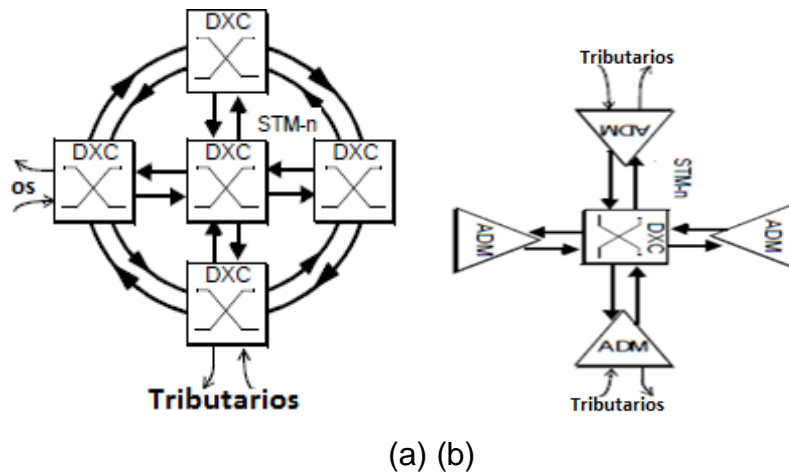 DXC
STM-n
DXC
DXC
DXC
os
DXC
Tributarios
Tributarios
ADM
STM-n
ADM
DXC
ADM
ADM
Tributarios
(a) (b)